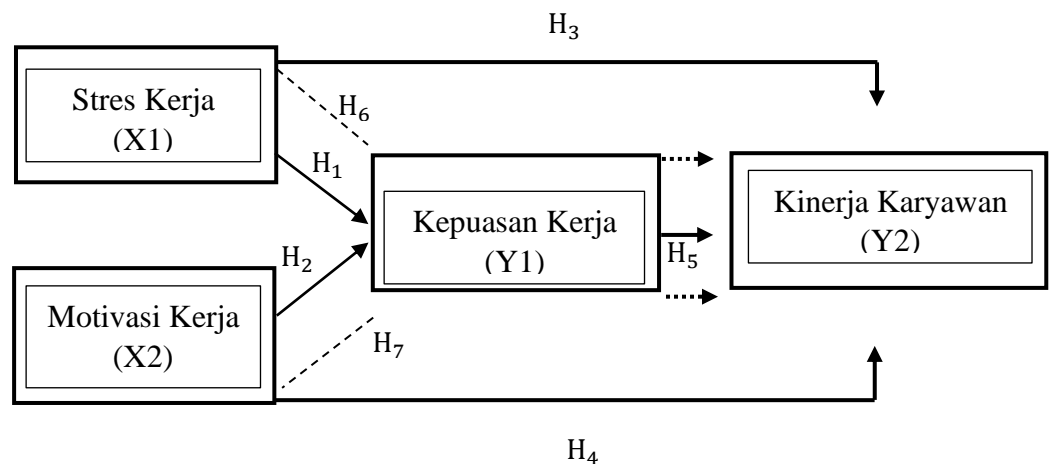 H₃
Stres Kerja
(X1)
H₆
H₁
Kepuasan Kerja
(Y1)
Kinerja Karyawan
(Y2)
H₂
H₅
Motivasi Kerja
(X2)
H₇
H₄